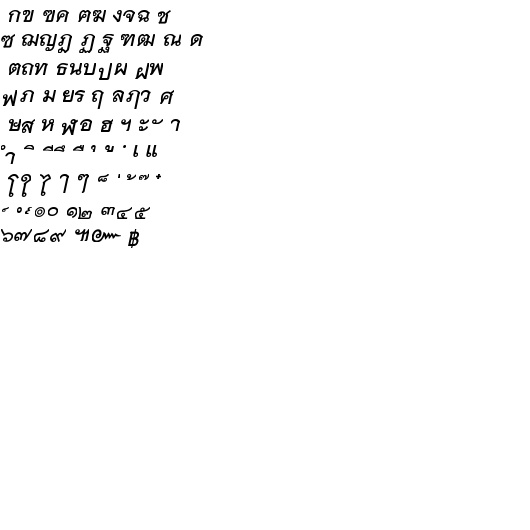 กข ฃค ฅฆ งจฉ ช
ซ ฌญฎ ฏ ฐ ฑฒ ณ ด
ตถท ธนบปผ ฝพ
ฟภ ม ยร ฤ ลฦว ศ
ษส ห ฬอ ฮ ฯ ะ ั า
ำ ิ ี ึ ื ุ ู ฺ เ แ
โใ ไ ๅ ๆ ็ ่ ้ ๊ ๋
์ ํ ๎ ๏๐ ๑๒ ๓๔๕
๖๗๘๙ ๚๛ ฿